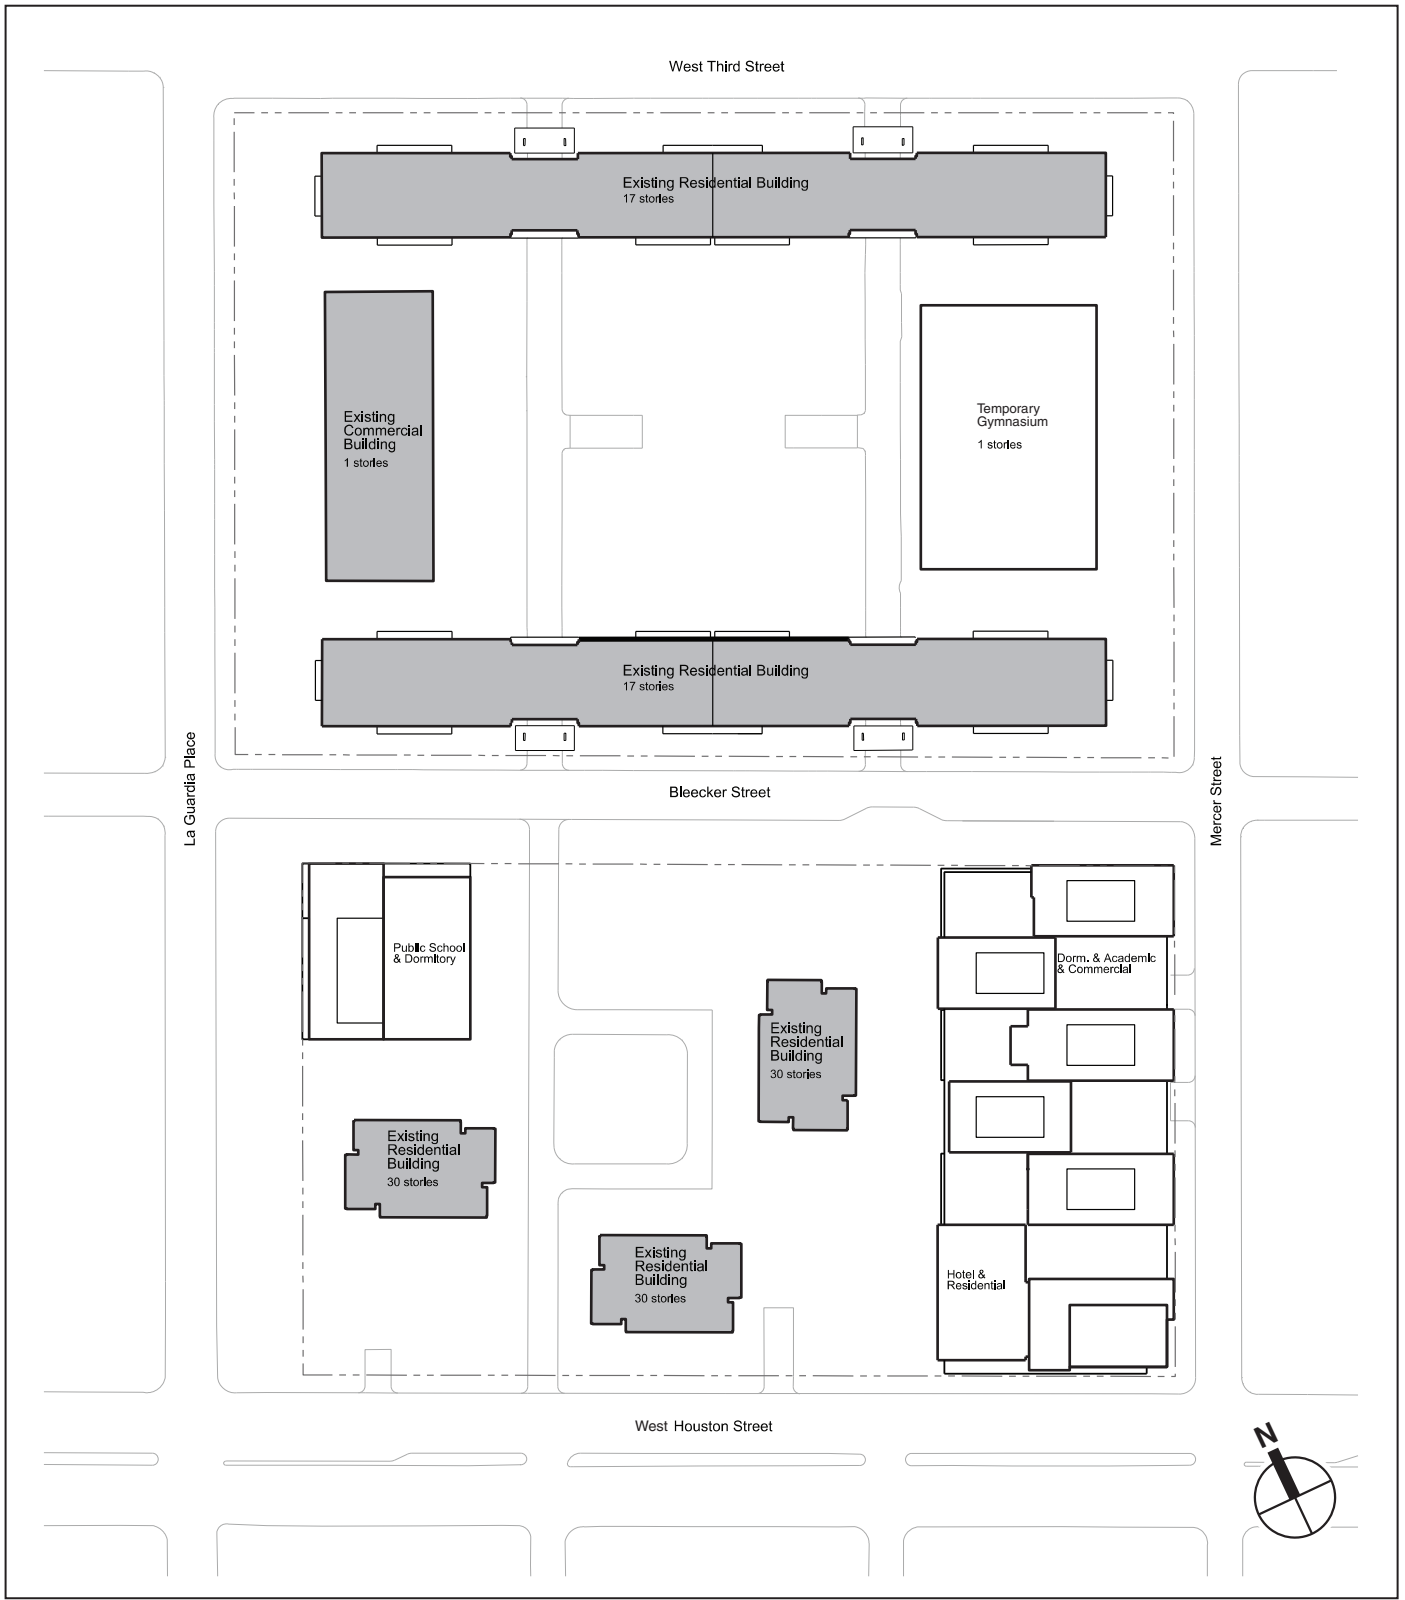 West Third Street
Existing Residential Building
17 stories
Existing
Commercial
Building
1 stories
Temporary
Gymnasium
1 stories
Existing Residential Building
17 stories
La Guardia Place
Mercer Street
Bleecker Street
Public School
& Dormitory
Dorm. & Academic
& Commercial
Existing
Residential
Building
30 stories
Existing
Residential
Building
30 stories
Existing
Residential
Building
30 stories
Hotel &
Residential
West Houston Street
N